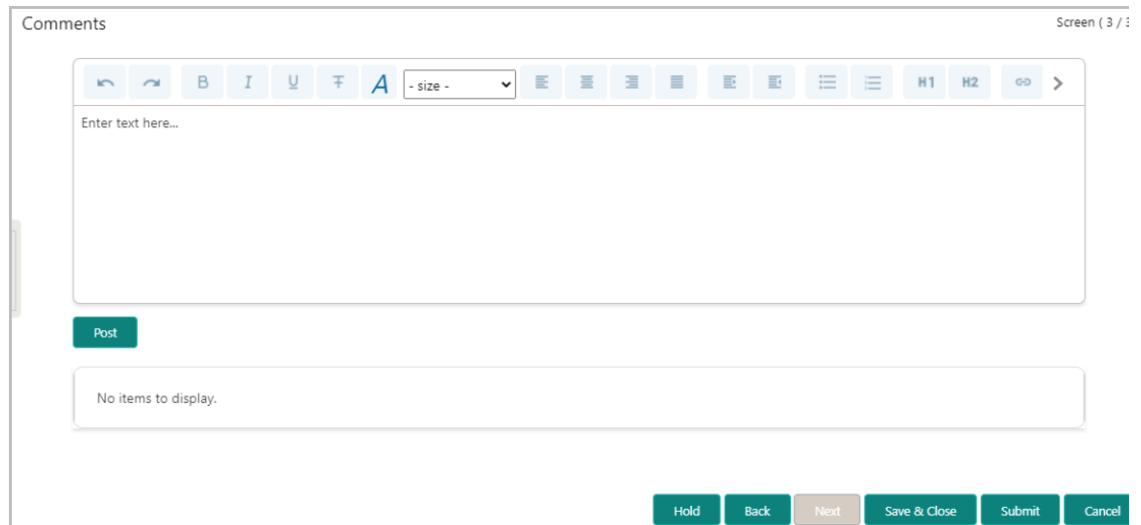 Comments
Screen ( 3 / 3
B I U T A - size - H1 H2
Enter text here...
Post
No items to display.
Hold Back Next Save & Close Submit Cancel